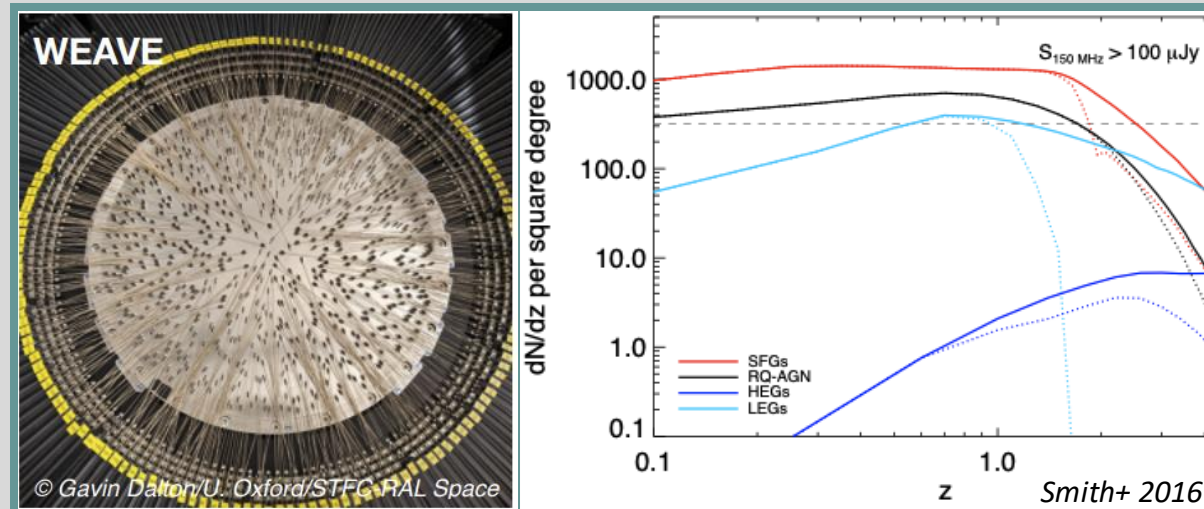 WEAVE
© Gavin Dalton/U. Oxford/STFC-RAL Space
S150 MHz > 100 μJy
dN/dz per square degree
1000.0
100.0
10.0
1.0
0.1
SFGs
RQ-AGN
HEGs
LEGs
0.1
1.0
z
Smith+ 2016